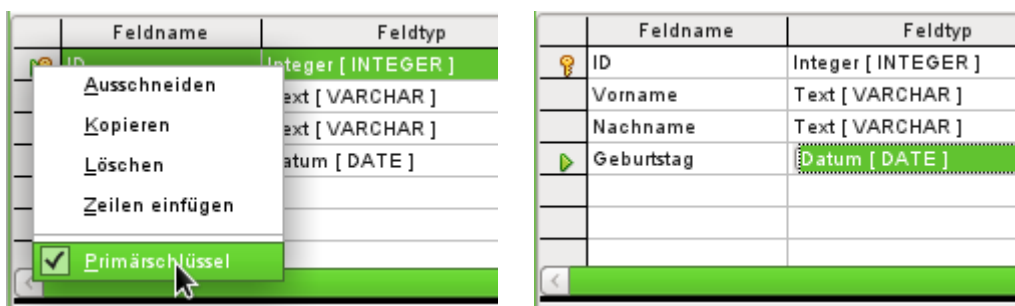 Feldname Feldtyp
ID Integer [ INTEGER ]
Ausschneiden
ext [ VARCHAR ]
Kopieren
ext [ VARCHAR ]
Löschen
atum [ DATE ]
Zeilen einfügen
Primärschlüssel
Feldname Feldtyp
ID Integer [ INTEGER ]
Vorname Text [ VARCHAR ]
Nachname Text [ VARCHAR ]
Geburtstag Datum [ DATE ]